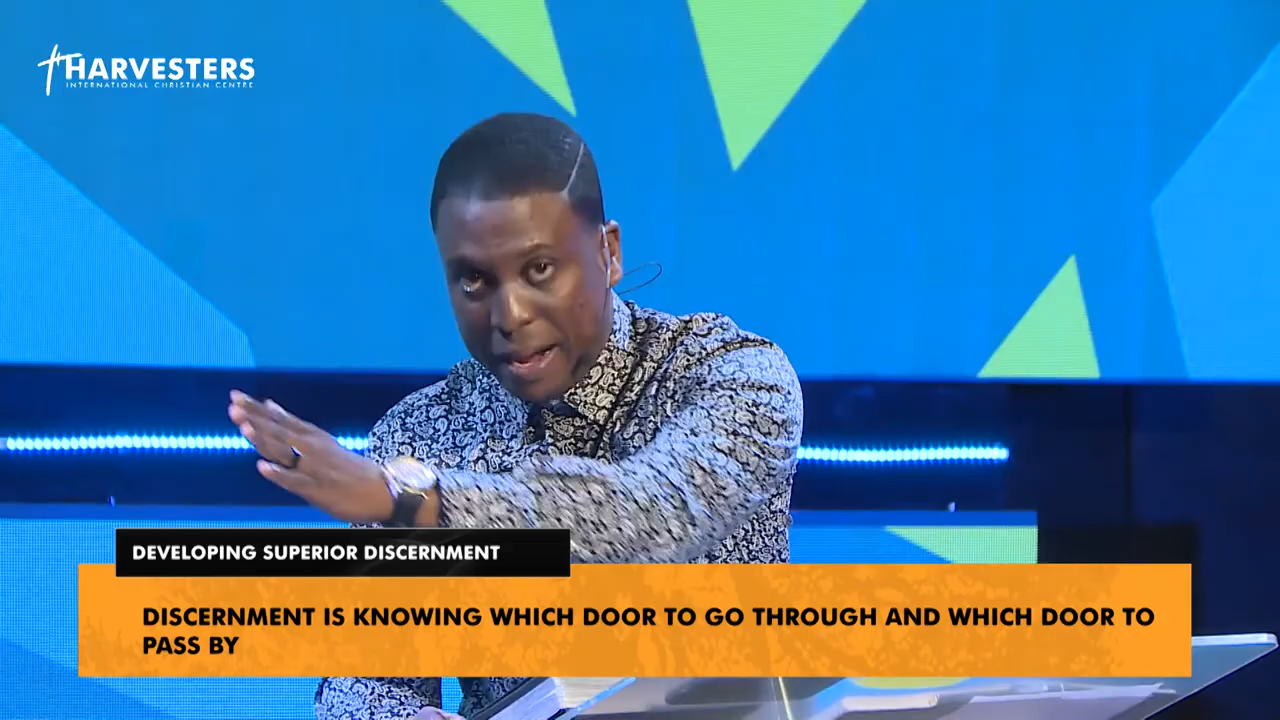 HARVESTERS
INTERNATIONAL CHRISTIAN CENTRE
DEVELOPING SUPERIOR DISCERNMENT
DISCERNMENT IS KNOWING WHICH DOOR TO GO THROUGH AND WHICH DOOR TO
PASS BY